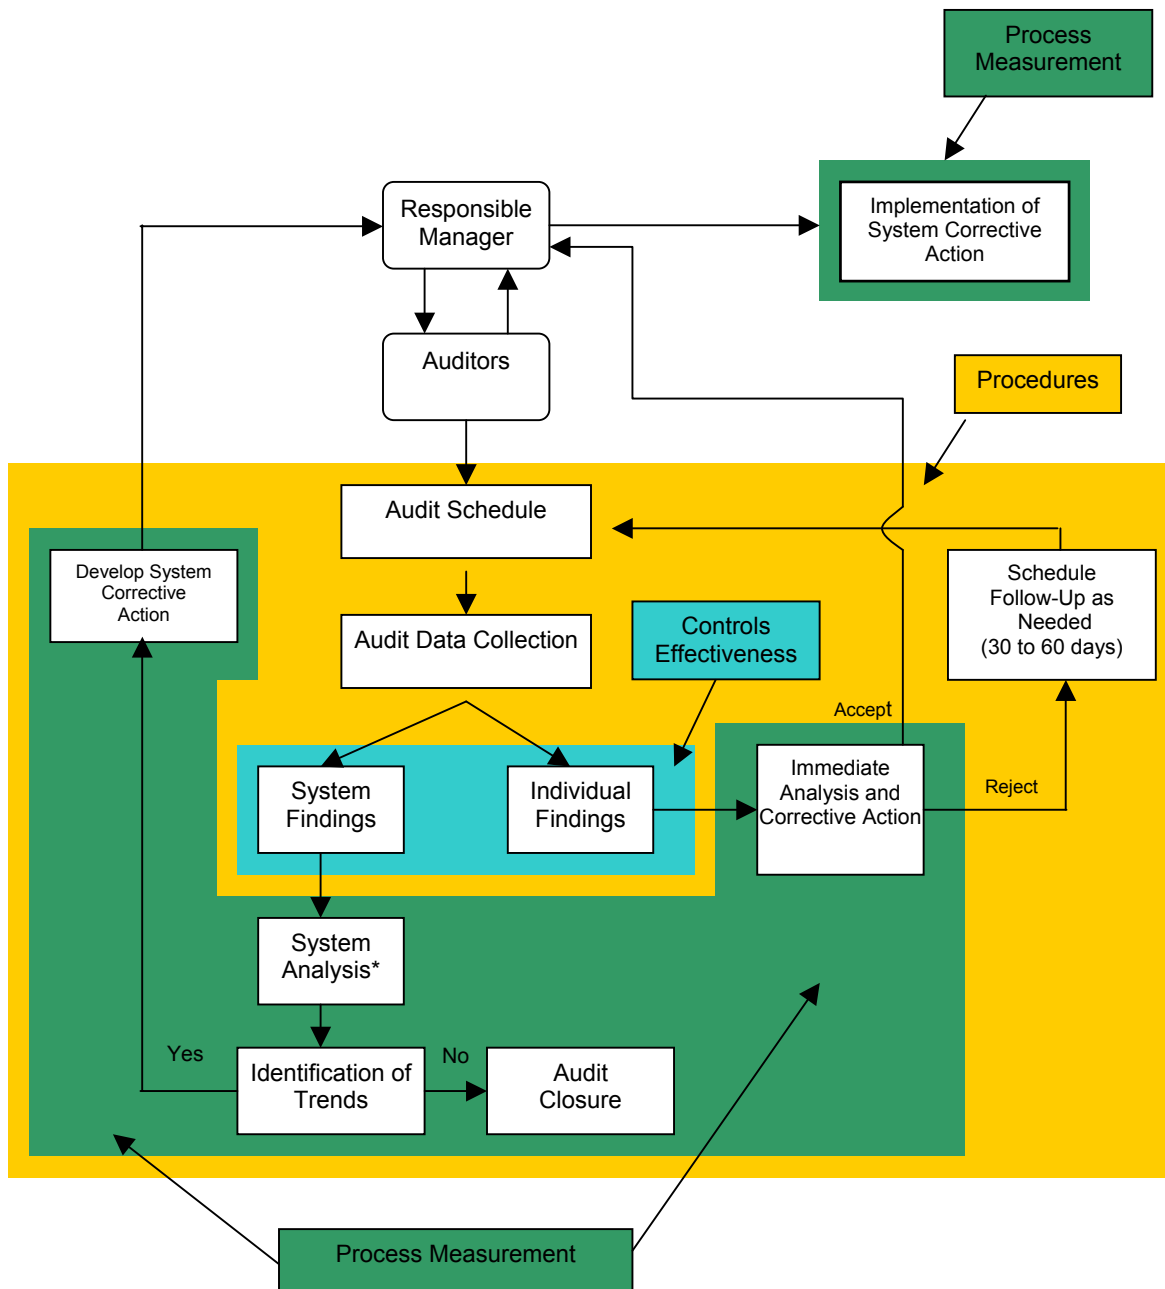 Process
Measurement
Implementation of
System Corrective
Action
Responsible
Manager
Auditors
Procedures
Audit Schedule
Develop System
Corrective
Action
Schedule
Follow-Up as
Needed
(30 to 60 days)
Audit Data Collection
Controls
Effectiveness
Accept
System
Findings
Individual
Findings
Immediate
Analysis and
Corrective Action
Reject
System
Analysis*
Yes
Identification of
Trends
No
Audit
Closure
Process Measurement